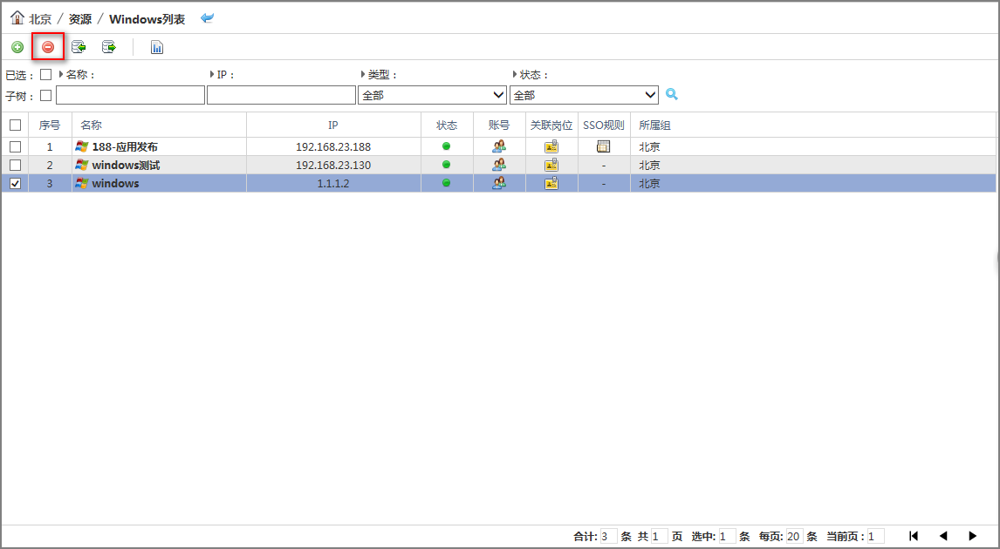 北京 / 资源 / Windows列表
已选： 名称： IP： 类型： 状态：
子树： 全部 全部
序号 名称 IP 状态 账号 关联岗位 SSO规则 所属组
1 188-应用发布 192.168.23.188 北京
2 windows测试 192.168.23.130 - 北京
3 windows 1.1.1.2 - 北京
合计: 3 条 共 1 页 选中: 1 条 每页: 20 条 当前页 : 1